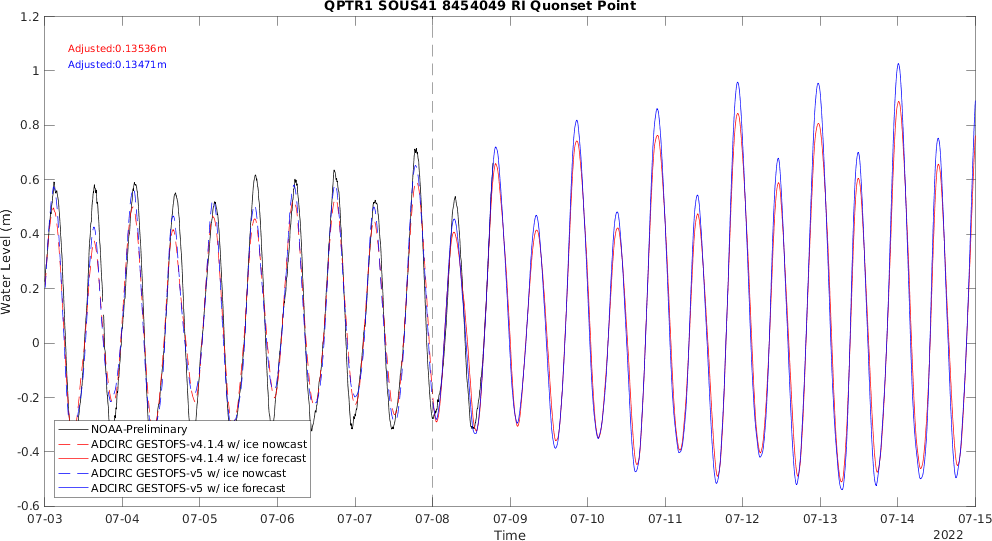 QPTR1 SOUS41 8454049 RI Quonset Point
Adjusted:0.13536m
Adjusted:0.13471m
Water Level (m)
1.2
1
0.8
0.6
0.4
0.2
0
-0.2
-0.4
-0.6
NOAA-Preliminary
ADCIRC GESTOFS-v4.1.4 w/ ice nowcast
ADCIRC GESTOFS-v4.1.4 w/ ice forecast
ADCIRC GESTOFS-v5 w/ ice nowcast
ADCIRC GESTOFS-v5 w/ ice forecast
07-03 07-04 07-05 07-06 07-07 07-08 07-09 07-10 07-11 07-12 07-13 07-14 07-15
Time
2022